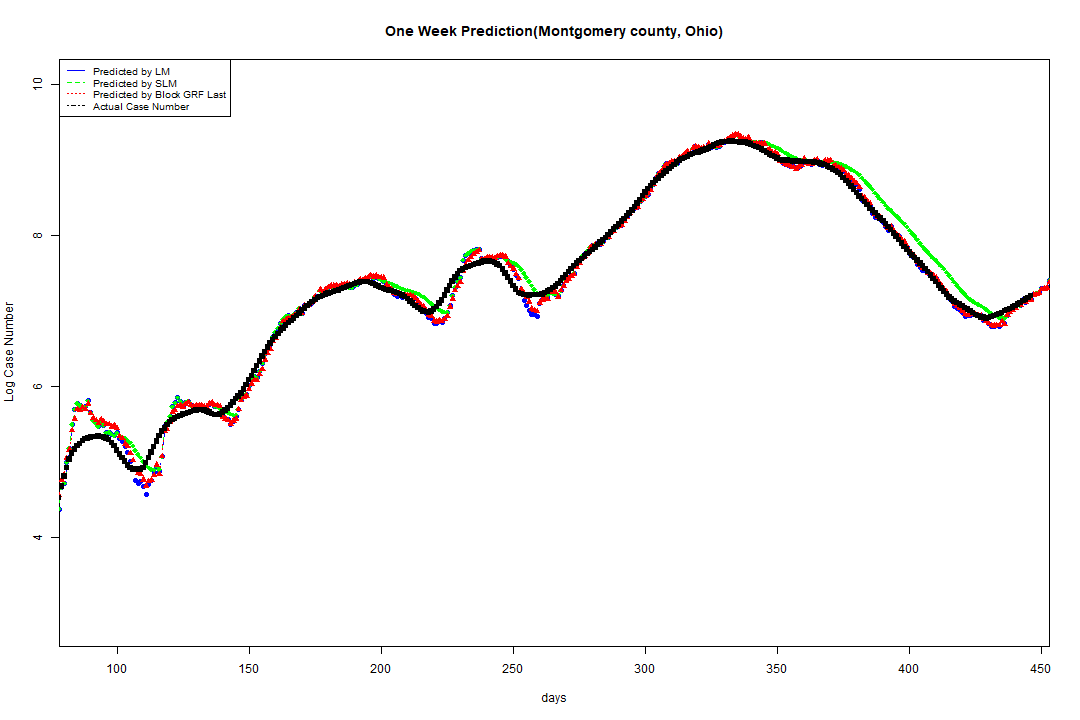 One Week Prediction(Montgomery county, Ohio)
Predicted by LM
Predicted by SLM
Predicted by Block GRF Last
Actual Case Number
10
8
6
4
Log Case Number
100 150 200 250 300 350 400 450
days